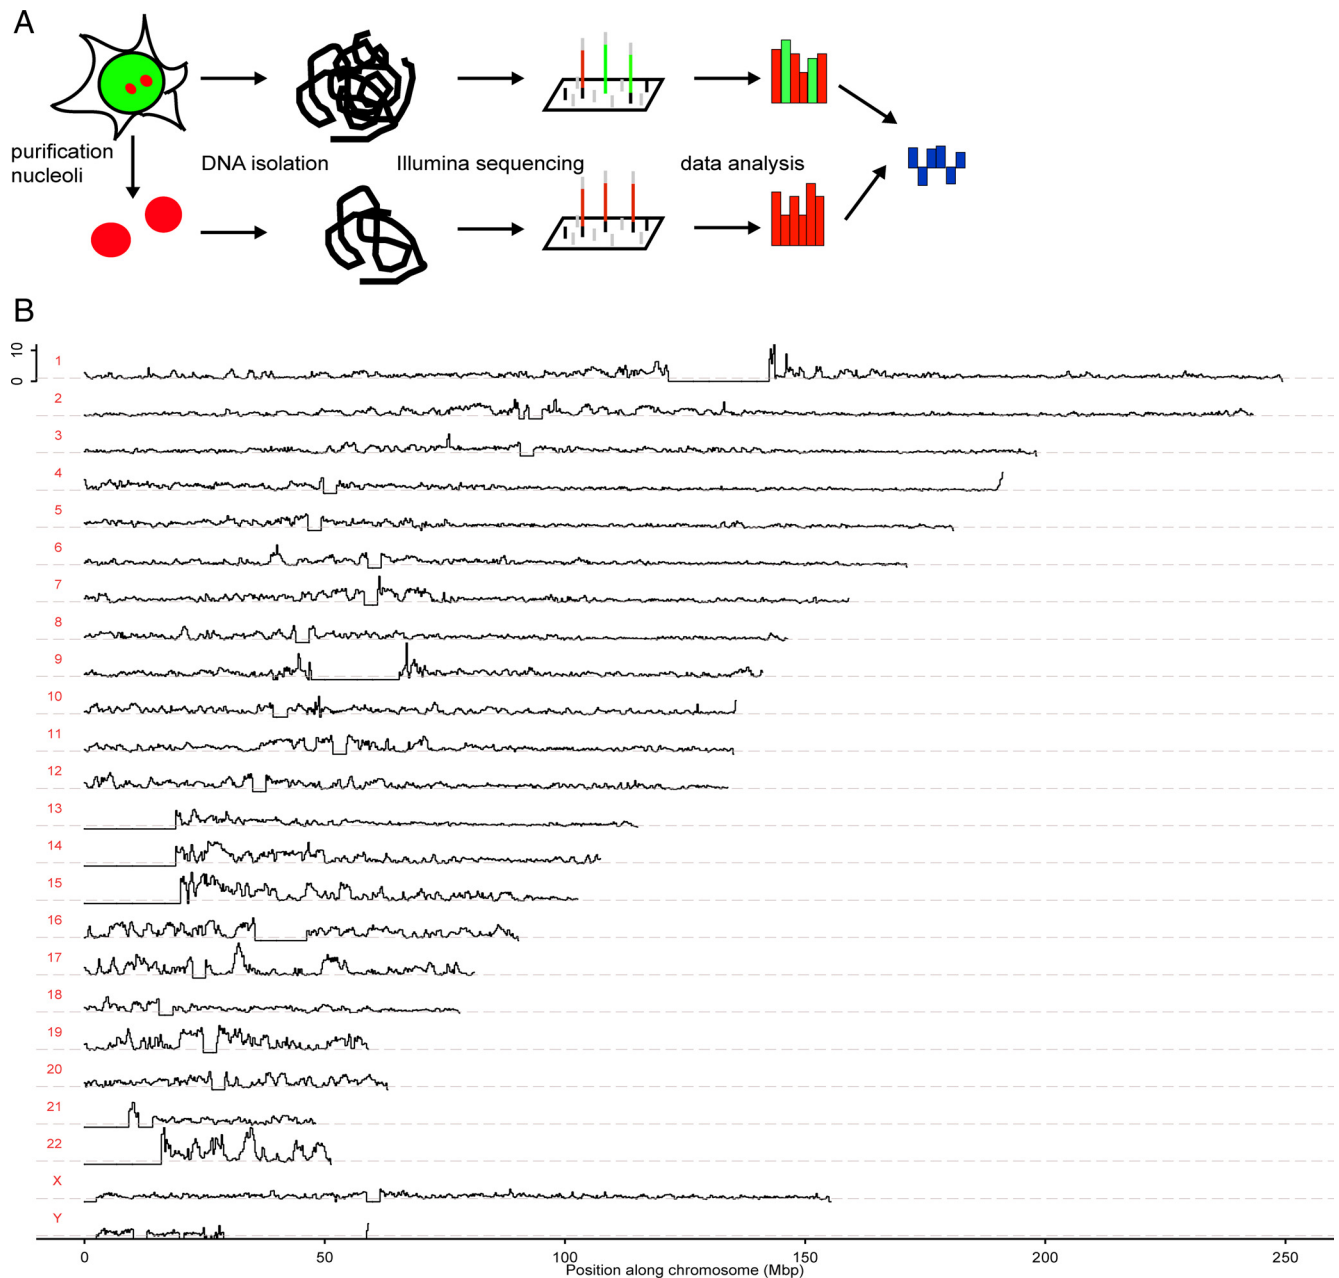 A
purification
nucleoli
DNA isolation
Illumina sequencing
data analysis
B
10
0
1
2
3
4
5
6
7
8
9
10
11
12
13
14
15
16
17
18
19
20
21
22
X
Y
0 50 100 150 200 250
Position along chromosome (Mbp)